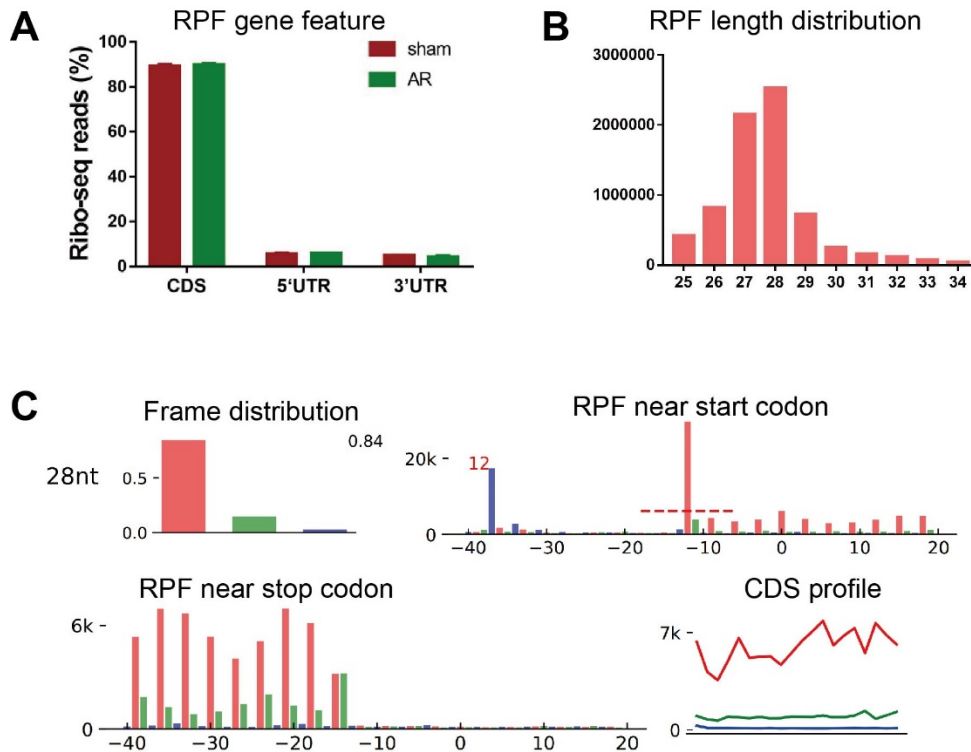 A
RPF gene feature
Ribo-seq reads (%)
100
80
60
40
20
0
sham
AR
CDS 5'UTR 3'UTR
B
RPF length distribution
3000000
2000000
1000000
0
25 26 27 28 29 30 31 32 33 34
C
Frame distribution
28nt
0.84
0.5
0.0
RPF near start codon
20k
12
0
−40 −30 −20 −10 0 10 20
RPF near stop codon
6k
0
−40 −30 −20 −10 0 10 20
CDS profile
7k
0